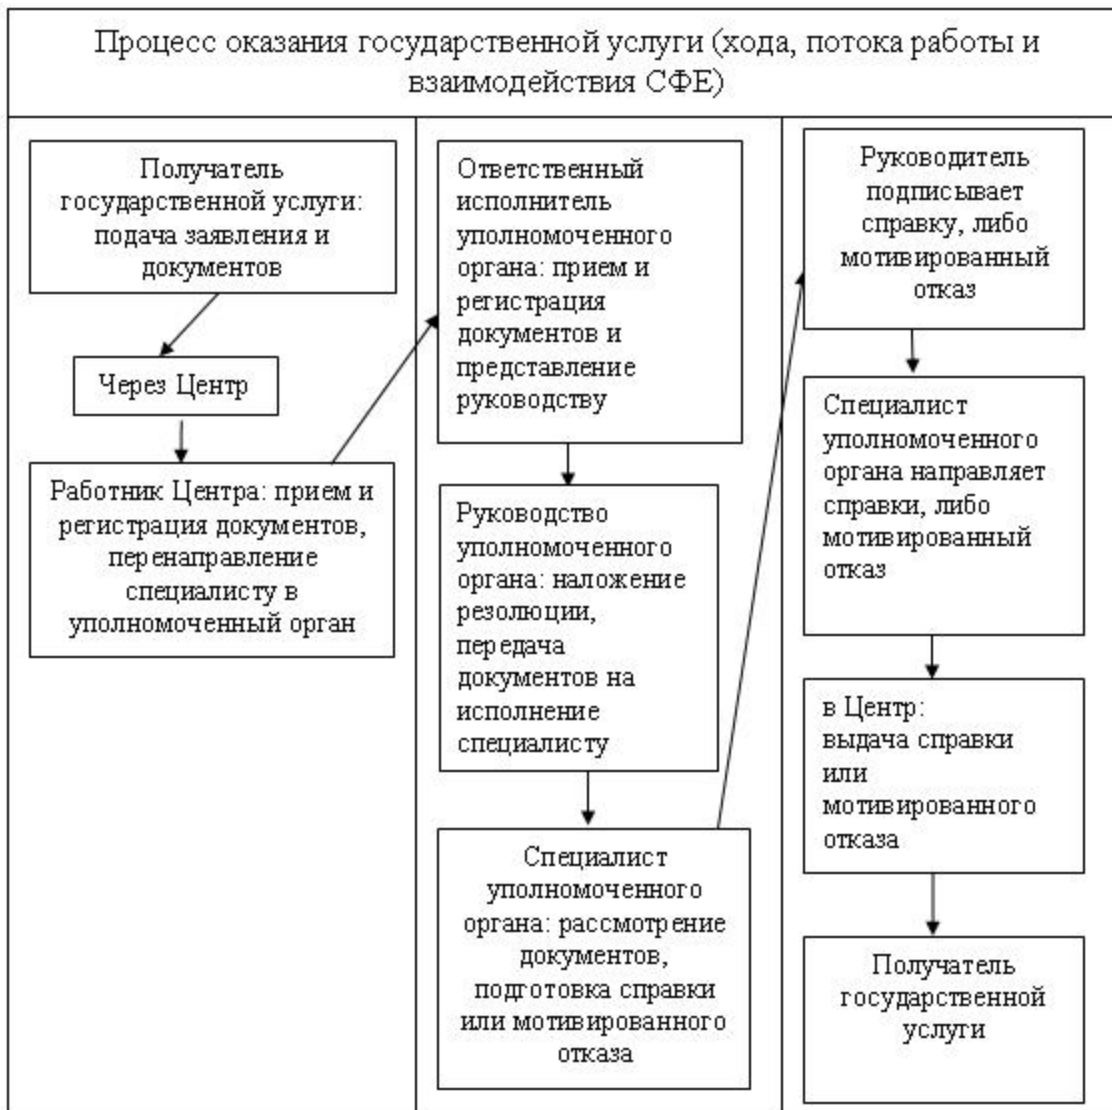 Процесс оказания государственной услуги (хода, потока работы и
взаимодействия СФЕ)
Получатель
государственной услуги:
подача заявления и
документов
Через Центр
Работник Центра: прием и
регистрация документов,
перенаправление
специалисту в
уполномоченный орган
Ответственный
исполнитель
уполномоченного
органа: прием и
регистрация
документов и
представление
руководству
Руководство
уполномоченного
органа: наложение
резолюции,
передача
документов на
исполнение
специалисту
Специалист
уполномоченного
органа: рассмотрение
документов,
подготовка справки
или мотивированного
отказа
Руководитель
подписывает
справку, либо
мотивированный
отказ
Специалист
уполномоченного
органа направляет
справки, либо
мотивированный
отказ
в Центр:
выдача справки
или
мотивированного
отказа
Получатель
государственной
услуги